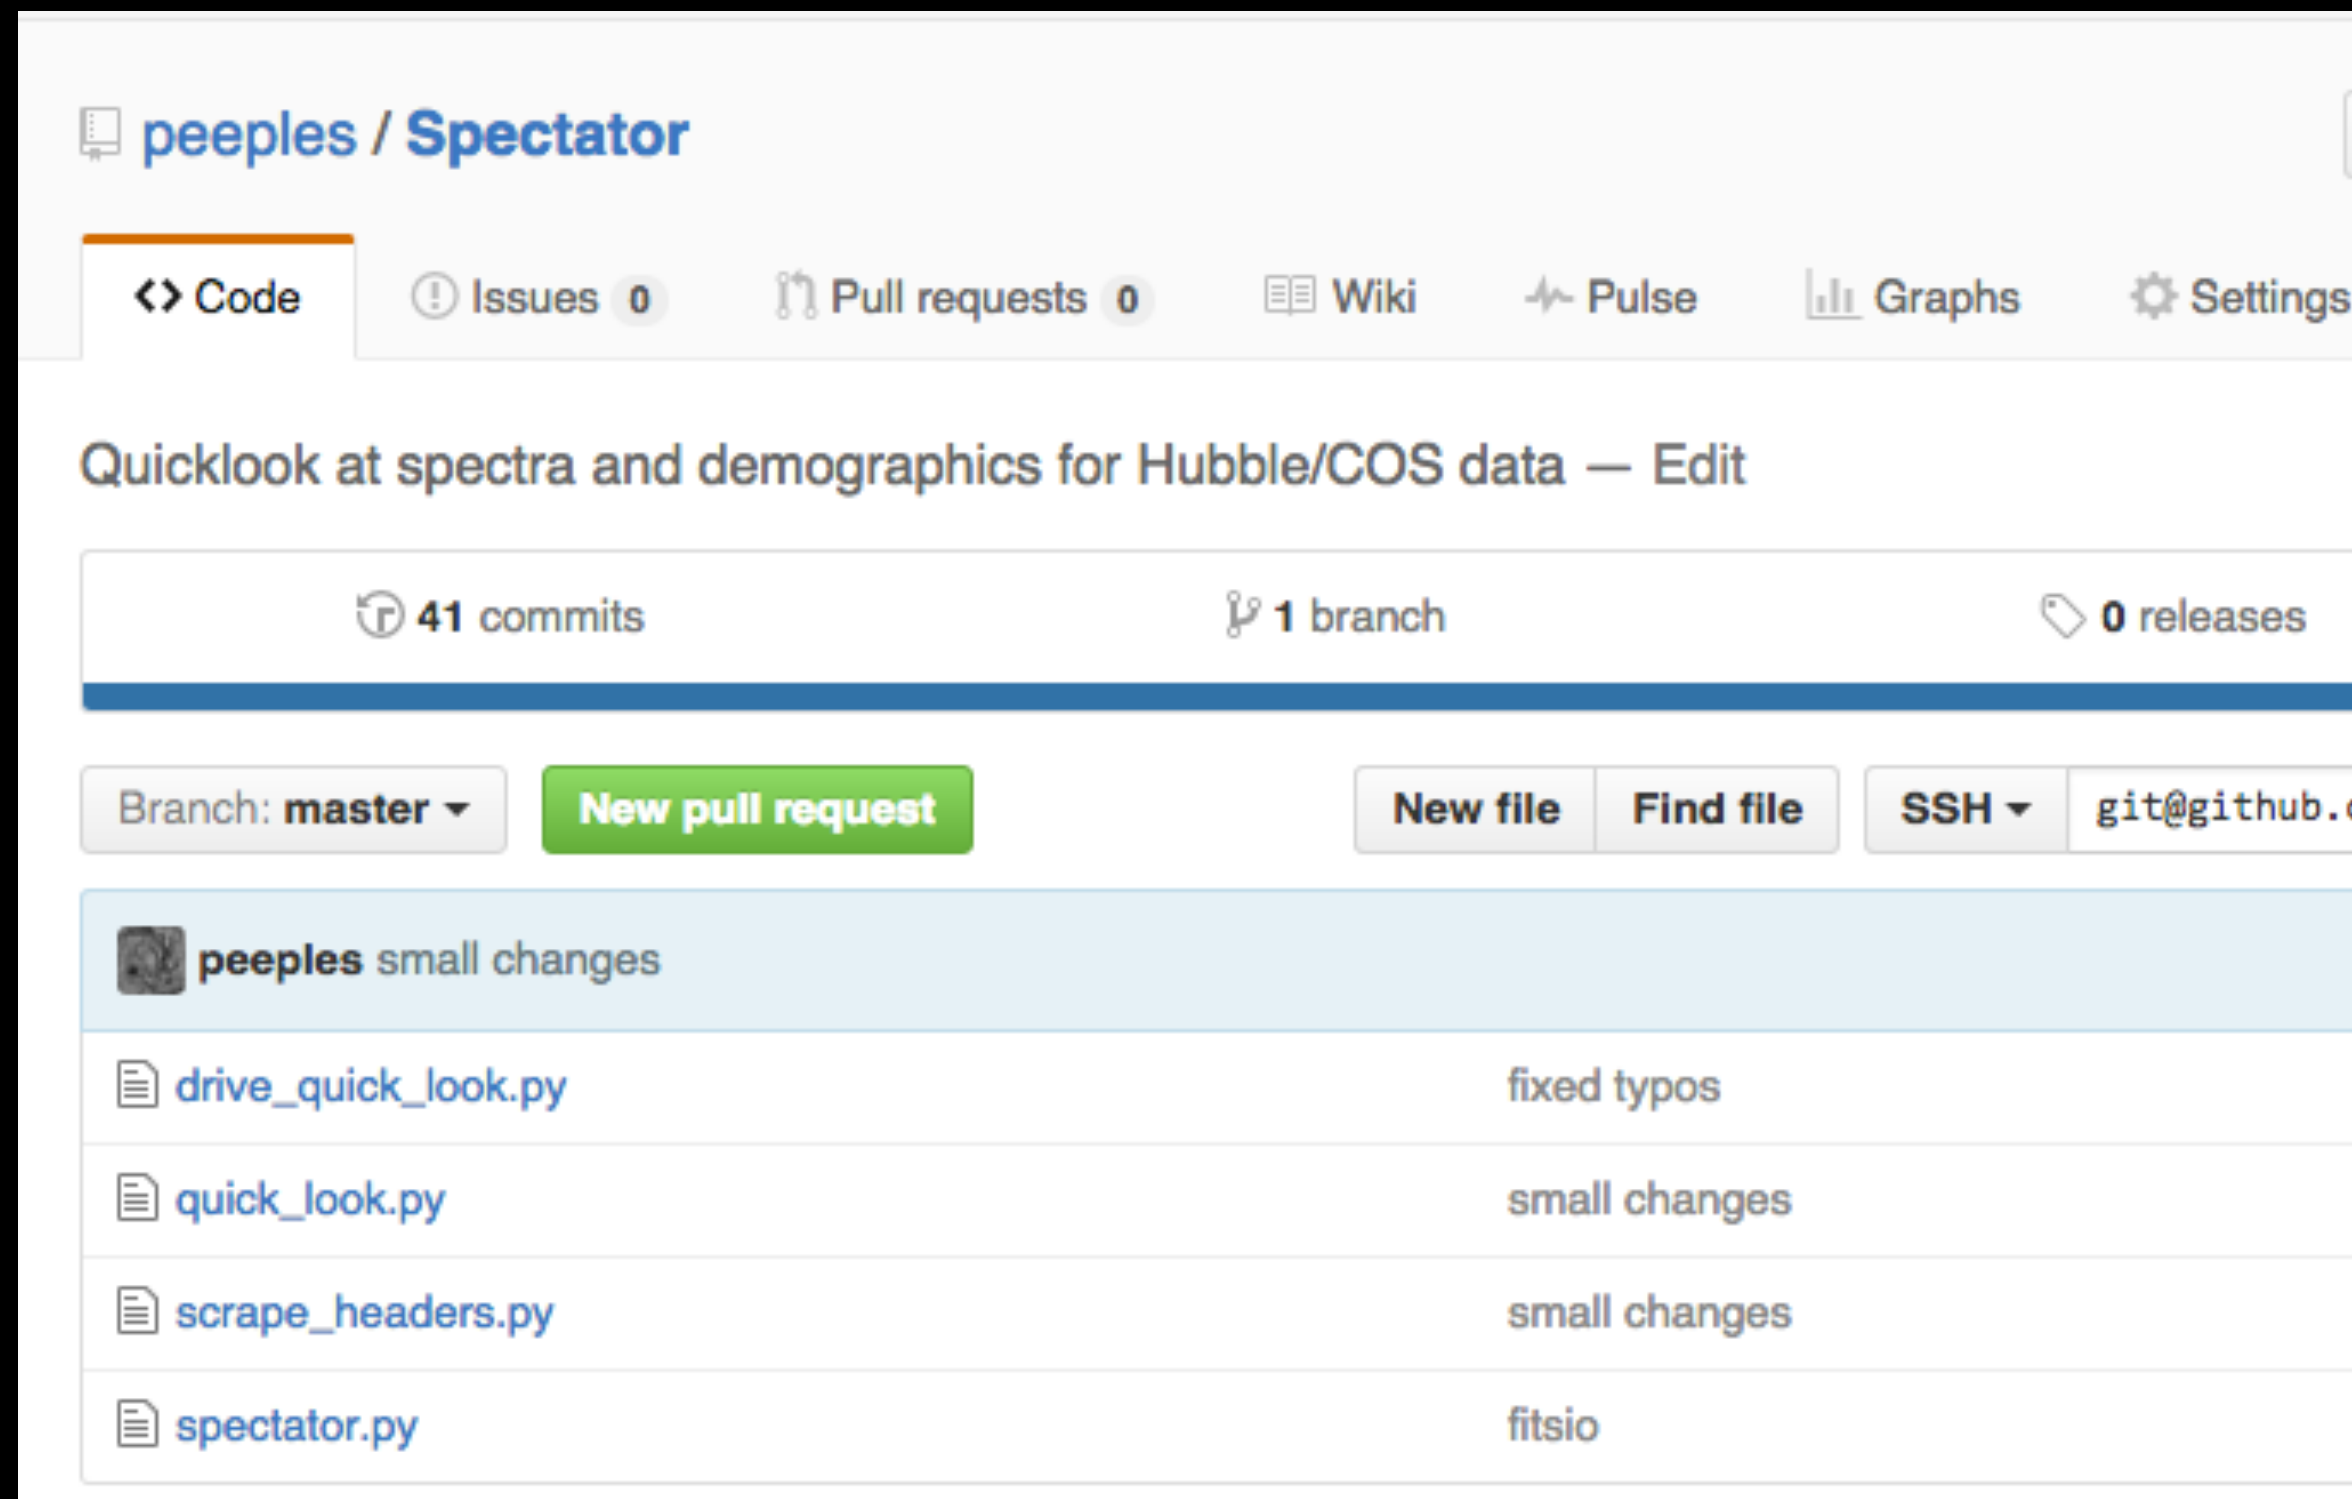 peeples / Spectator
Code Issues 0 Pull requests 0 Wiki Pulse Graphs Settings
Quicklook at spectra and demographics for Hubble/COS data — Edit
41 commits 1 branch 0 releases
Branch: master New pull request New file Find file SSH git@github.c
peeples small changes
drive_quick_look.py fixed typos
quick_look.py small changes
scrape_headers.py small changes
spectator.py fitsio